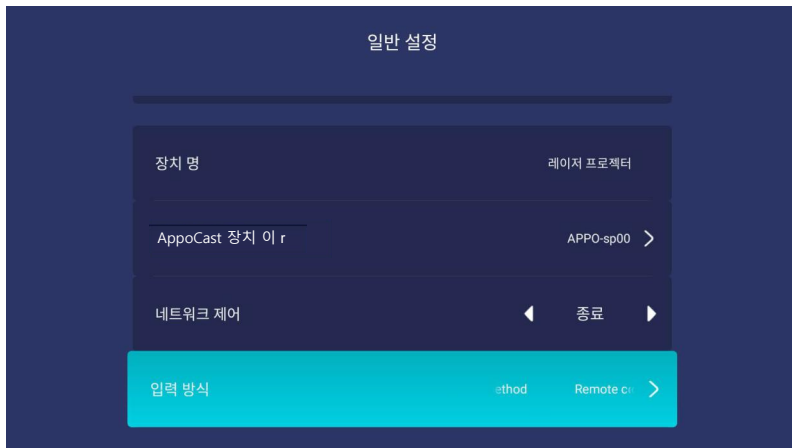 일반 설정
장치 명 레이저 프로젝터
AppoCast 장치 이 r APPO-sp00
네트워크 제어 종료
입력 방식 ethod Remote